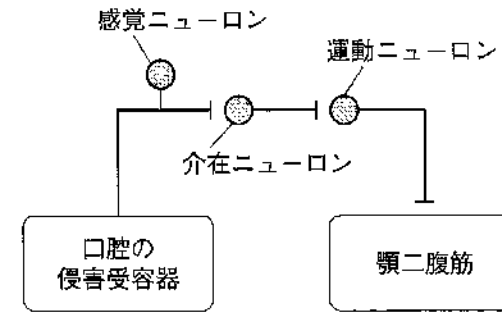 感覚ニューロン
運動ニューロン
介在ニューロン
口腔の
侵害受容器
顎二腹筋